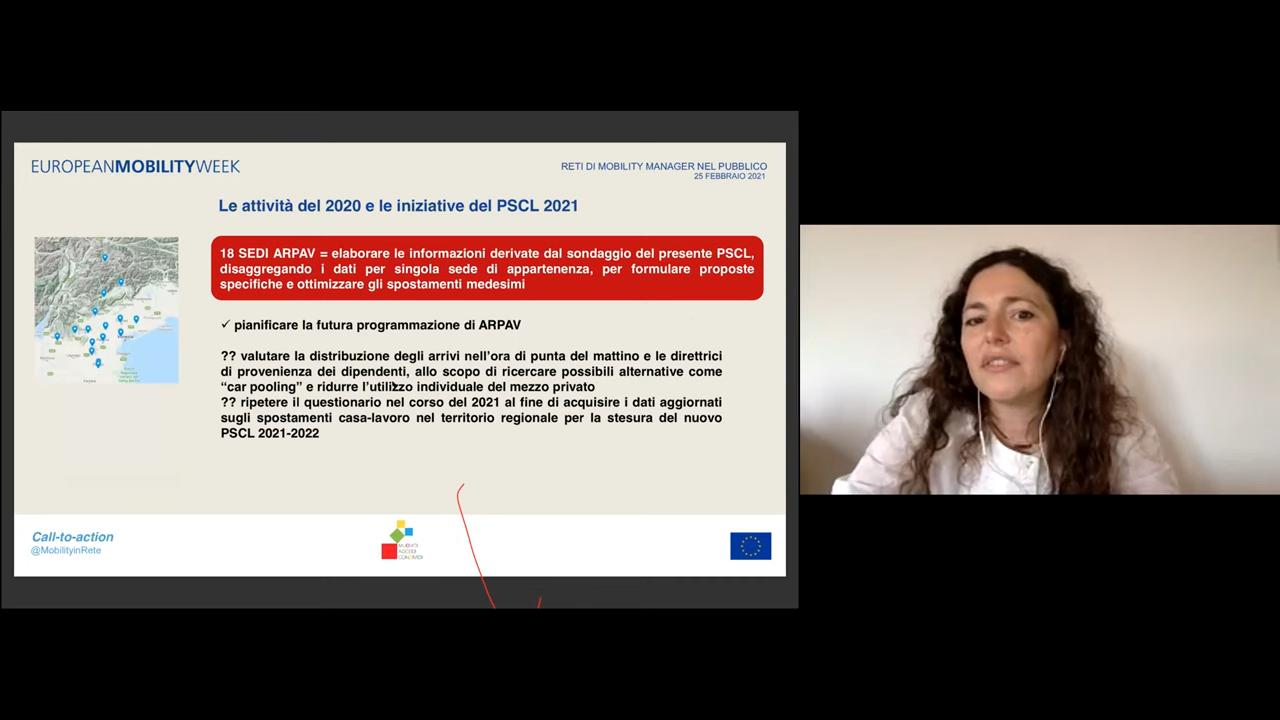 EUROPEANMOBILITYWEEK
RETI DI MOBILITY MANAGER NEL PUBBLICO
25 FEBBRAIO 2021
Le attività del 2020 e le iniziative del PSCL 2021
18 SEDI ARPAV = elaborare le informazioni derivate dal sondaggio del presente PSCL,
disaggregando i dati per singola sede di appartenenza, per formulare proposte
specifiche e ottimizzare gli spostamenti medesimi
✓ pianificare la futura programmazione di ARPAV
?? valutare la distribuzione degli arrivi nell'ora di punta del mattino e le direttrici
di provenienza dei dipendenti, allo scopo di ricercare possibili alternative come
“car pooling” e ridurre l'utilizzo individuale del mezzo privato
?? ripetere il questionario nel corso del 2021 al fine di acquisire i dati aggiornati
sugli spostamenti casa-lavoro nel territorio regionale per la stesura del nuovo
PSCL 2021-2022
Call-to-action
@MobilityinRete